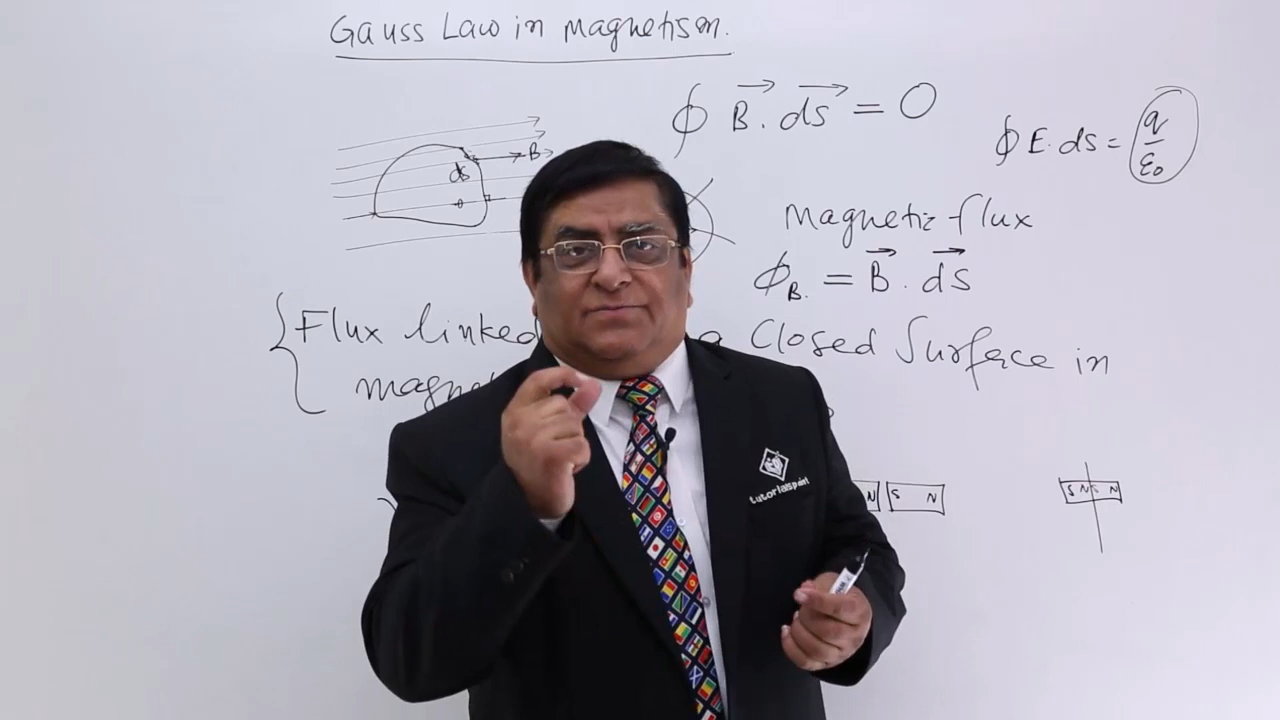 Gauss Law in magnetism.
∮ B⃗ . ds⃗ = 0
∮ E. ds = q/ε₀
B
ds
θ
Magnetic flux
ϕB. = B⃗ . ds⃗
Flux linked a Closed Surface in
N S N
S N S N
tutorialspoint